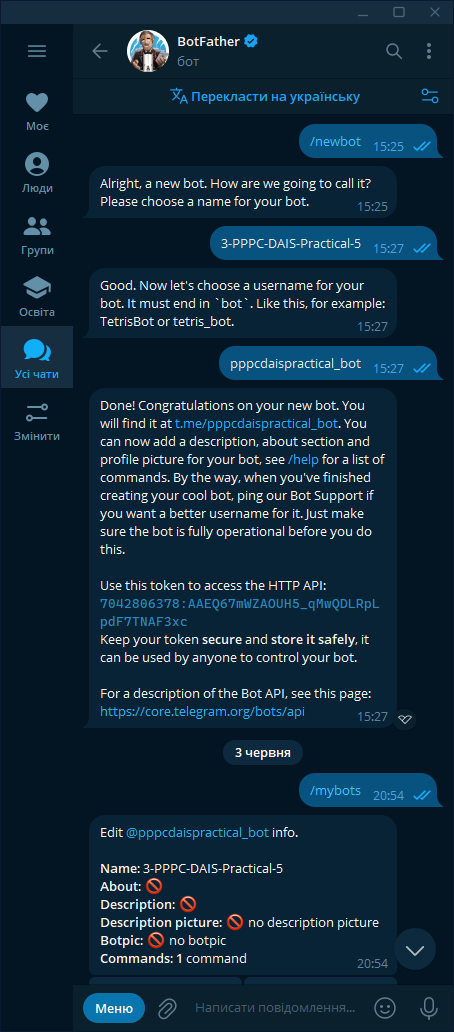 BotFather
бот
Моє
Люди
Групи
Освіта
Усі чати
Змінити
Перекласти на українську
/newbot 15:25
Alright, a new bot. How are we going to call it?
Please choose a name for your bot.
15:25
3-PPPC-DAIS-Practical-5 15:27
Good. Now let's choose a username for your
bot. It must end in `bot`. Like this, for example:
TetrisBot or tetris_bot.
15:27
pppcdaispractical_bot 15:27
Done! Congratulations on your new bot. You
will find it at t.me/pppcdaispractical_bot. You
can now add a description, about section and
profile picture for your bot, see /help for a list of
commands. By the way, when you've finished
creating your cool bot, ping our Bot Support if
you want a better username for it. Just make
sure the bot is fully operational before you do
this.
Use this token to access the HTTP API:
7042806378:AAEQ67mWZAOUH5_qMwQDLRpL
pdF7TNAF3xc
Keep your token secure and store it safely, it
can be used by anyone to control your bot.
For a description of the Bot API, see this page:
https://core.telegram.org/bots/api
15:27
3 червня
/mybots 20:54
Edit @pppcdaispractical_bot info.
Name: 3-PPPC-DAIS-Practical-5
About: 🚫
Description: 🚫
Description picture: 🚫 no description picture
Botpic: 🚫 no botpic
Commands: 1 command
20:54
Меню
Написати повідомлення...